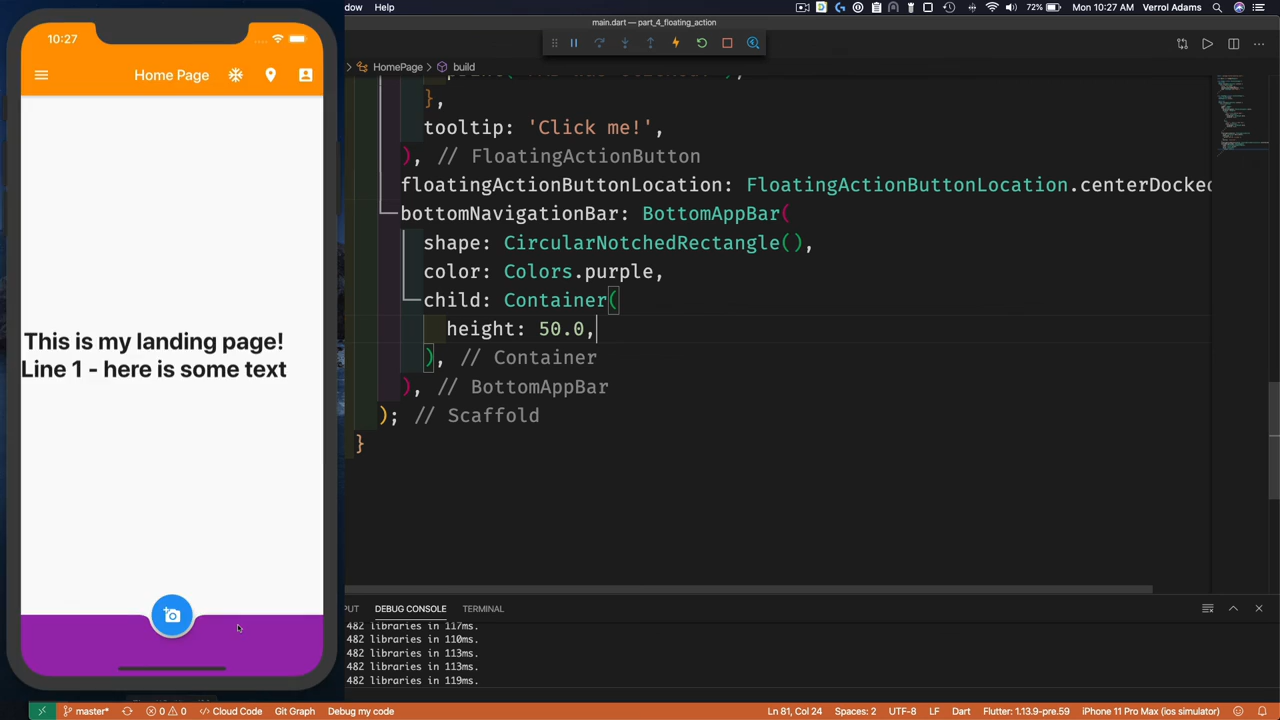 dow Help
72% Mon 10:27 AM Verrol Adams
main.dart — part_4_floating_action
10:27
Home Page
HomePage > build
},
tooltip: 'Click me!',
), // FloatingActionButton
floatingActionButtonLocation: FloatingActionButtonLocation.centerDocked
bottomNavigationBar: BottomAppBar(
shape: CircularNotchedRectangle(),
color: Colors.purple,
child: Container(
height: 50.0,
), // Container
), // BottomAppBar
); // Scaffold
}
This is my landing page!
Line 1 - here is some text
PUT DEBUG CONSOLE TERMINAL
482 libraries in 117ms.
482 libraries in 110ms.
482 libraries in 113ms.
482 libraries in 113ms.
482 libraries in 119ms.
master* 0 0 Cloud Code Git Graph Debug my code Ln 81, Col 24 Spaces: 2 UTF-8 LF Dart Flutter: 1.13.9-pre.59 iPhone 11 Pro Max (ios simulator)